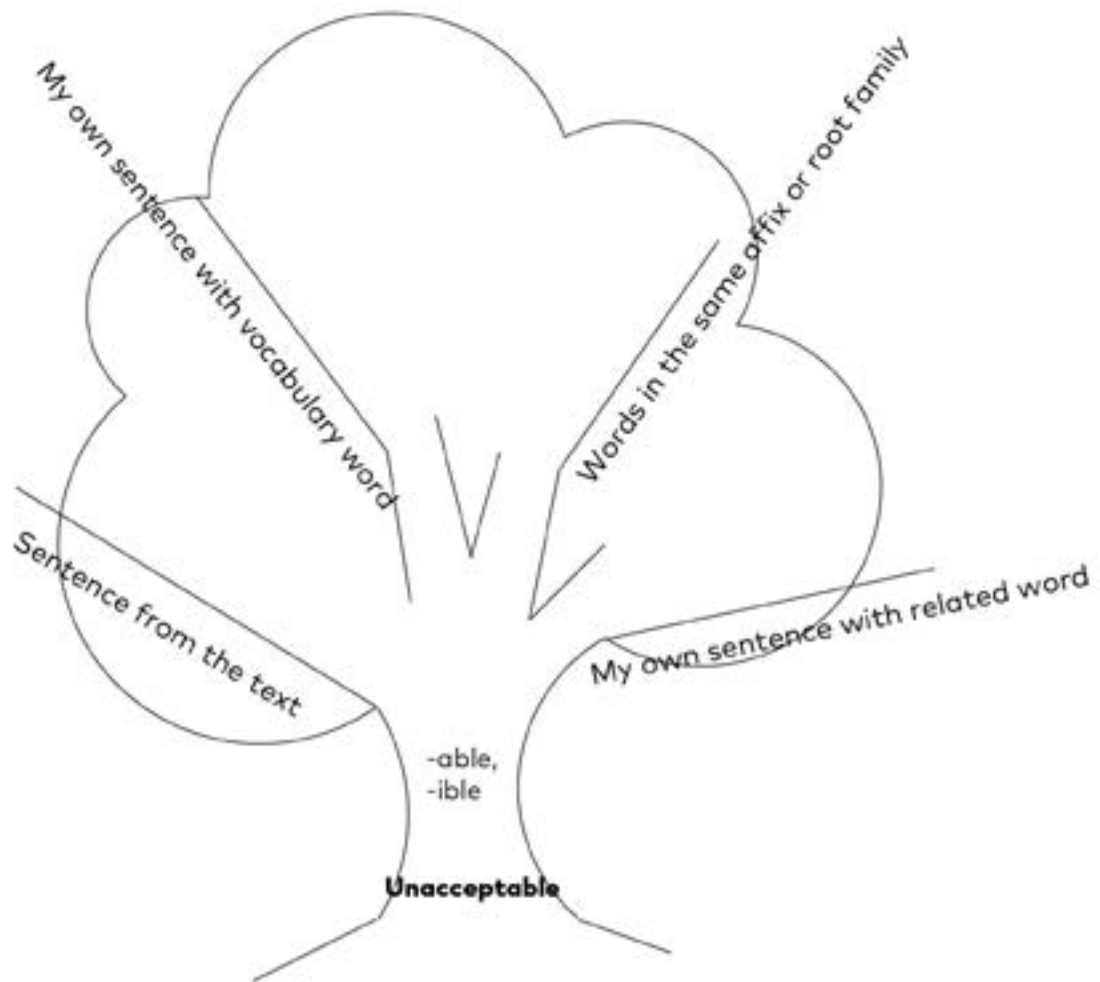 My own sentence with vocabulary word
Words in the same affix or root family
Sentence from the text
My own sentence with related word
-able,
-ible
Unacceptable